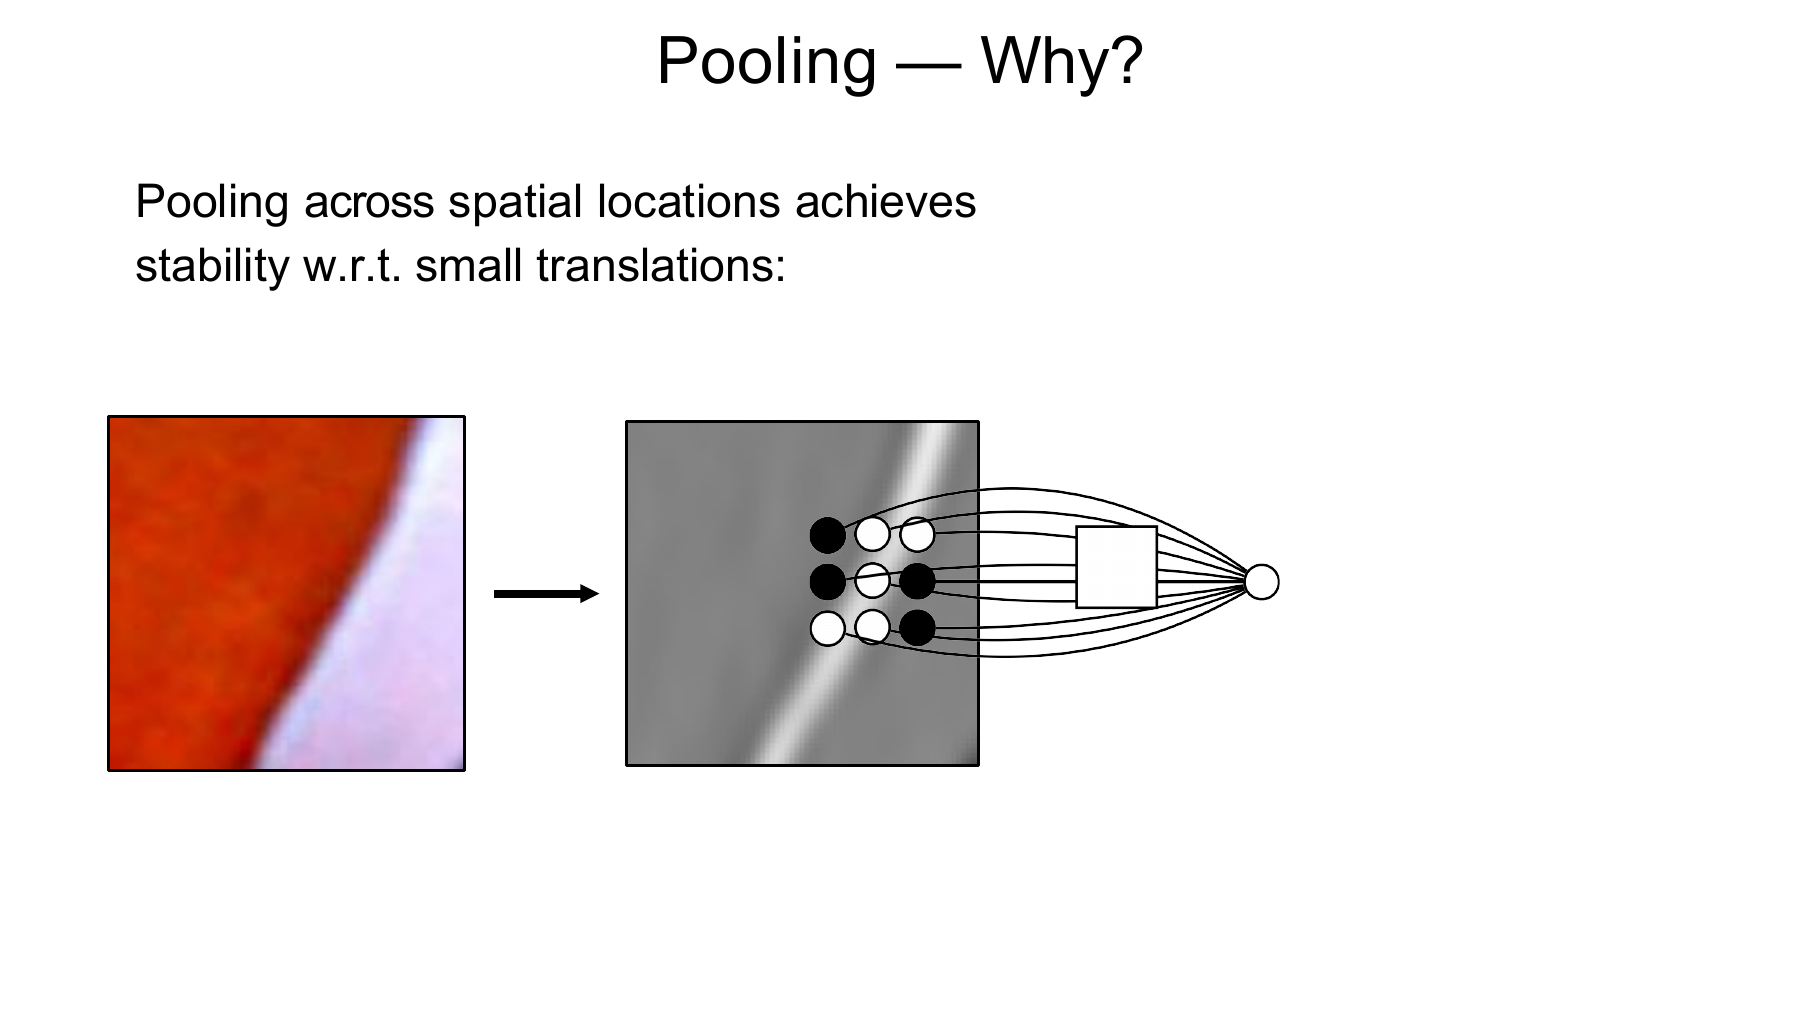 Pooling — Why?
Pooling across spatial locations achieves
stability w.r.t. small translations: